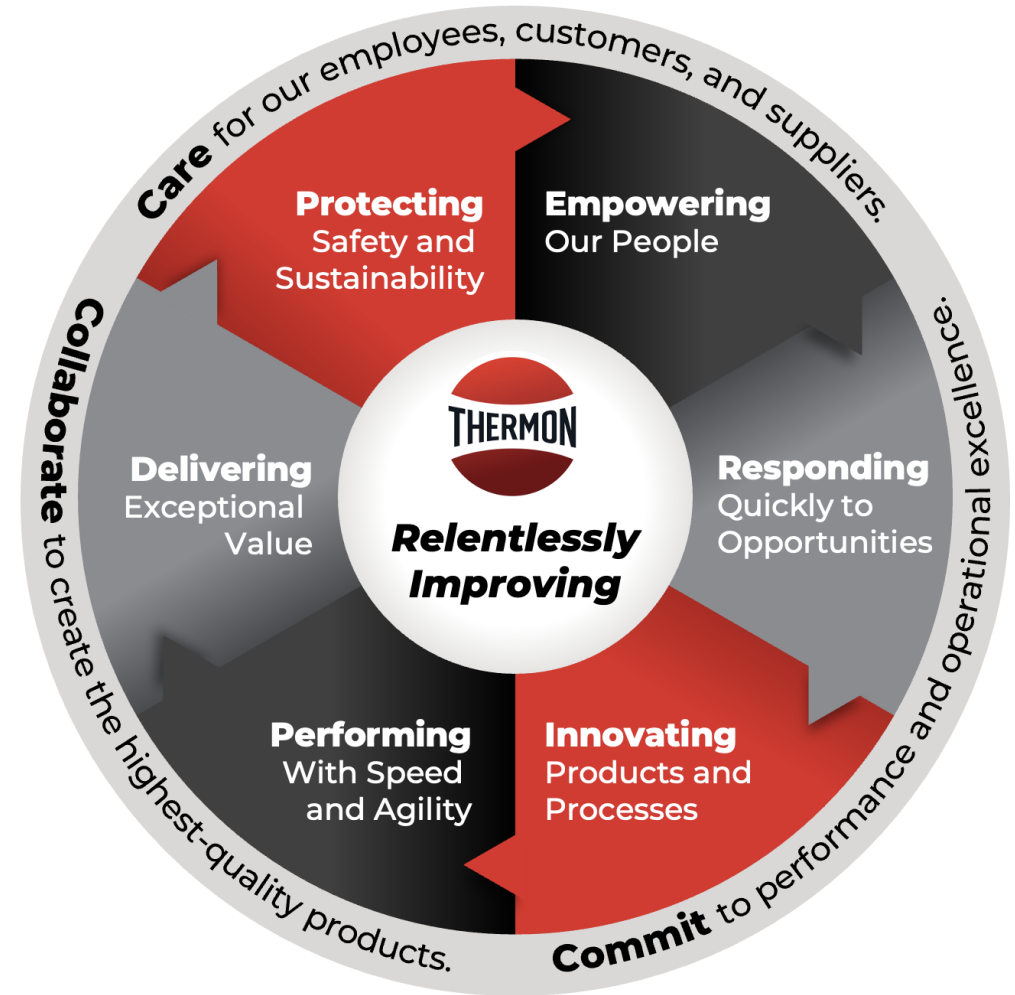 Care for our employees, customers, and suppliers.
Protecting
Safety and
Sustainability
Empowering
Our People
Collaborate to create the highest-quality products.
Delivering
Exceptional
Value
THERMON
Relentlessly
Improving
Responding
Quickly to
Opportunities
Performing
With Speed
and Agility
Innovating
Products and
Processes
Commit to performance and operational excellence.